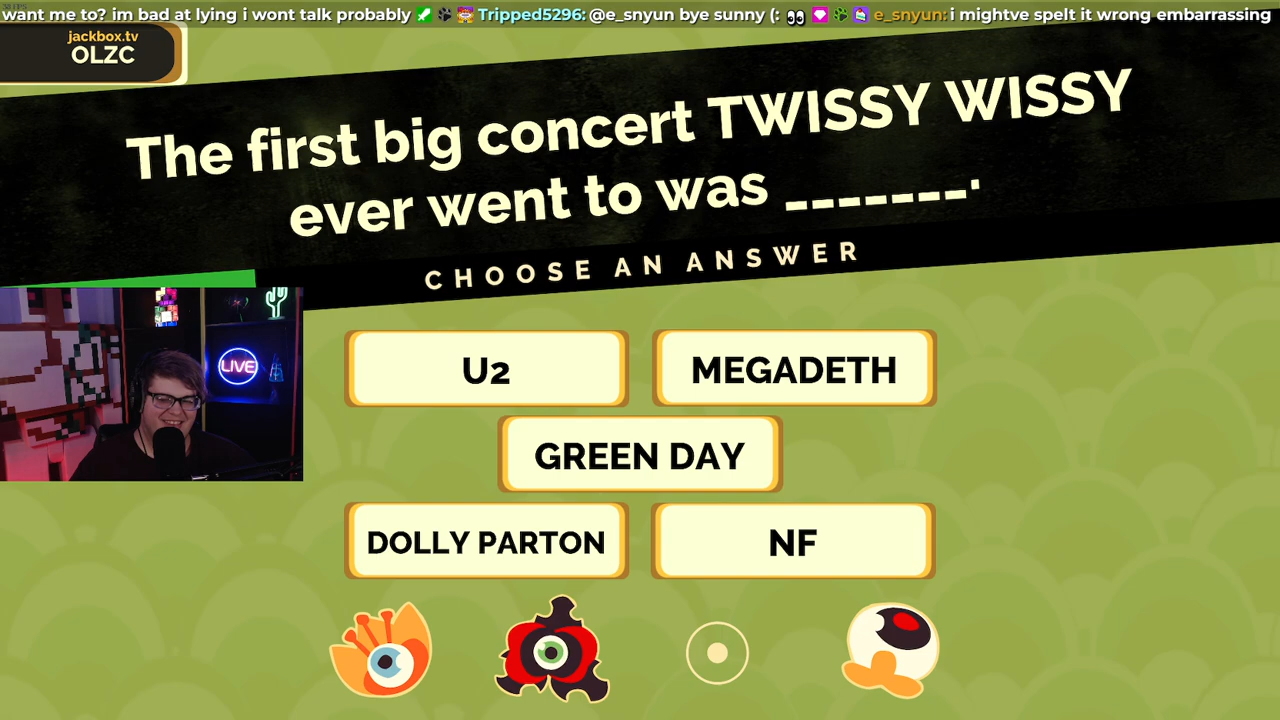 want me to? im bad at lying i wont talk probably Tripped5296: @e_snyun bye sunny (: e_snyun: i mightve spelt it wrong embarrassing
jackbox.tv
OLZC
The first big concert TWISSY WISSY
ever went to was _______.
CHOOSE AN ANSWER
LIVE
U2
MEGADETH
GREEN DAY
DOLLY PARTON
NF